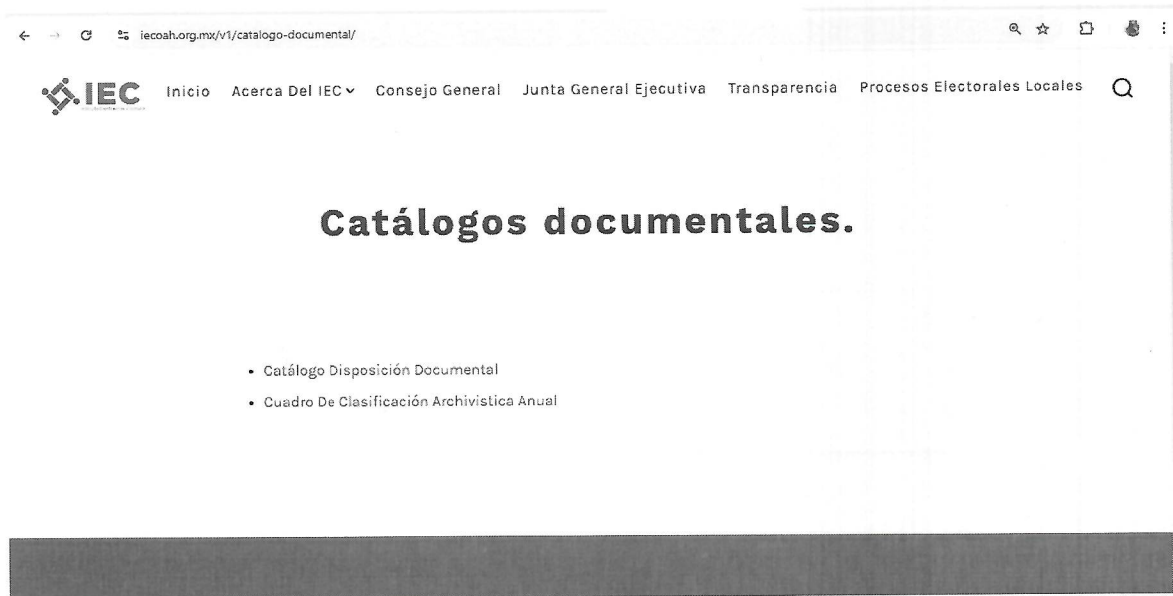 iecoah.org.mx/v1/catalogo-documental/
IEC
Inicio Acerca Del IEC Consejo General Junta General Ejecutiva Transparencia Procesos Electorales Locales
Catálogos documentales.
• Catálogo Disposición Documental
• Cuadro De Clasificación Archivistica Anual